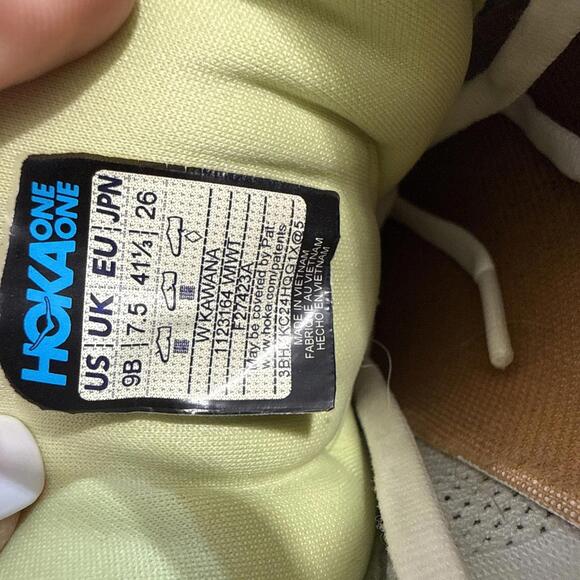 HOKA ONE ONE
US | UK | EU | JPN
9B | 7.5 | 41⅓ | 26
W KAWANA
1123164 WIWT
F27423A
May be covered by Pat.
www.hoka.com/patents
MADE IN VIETNAM
FABRIQUÉ AU VIETNAM
HECHO EN VIETNAM